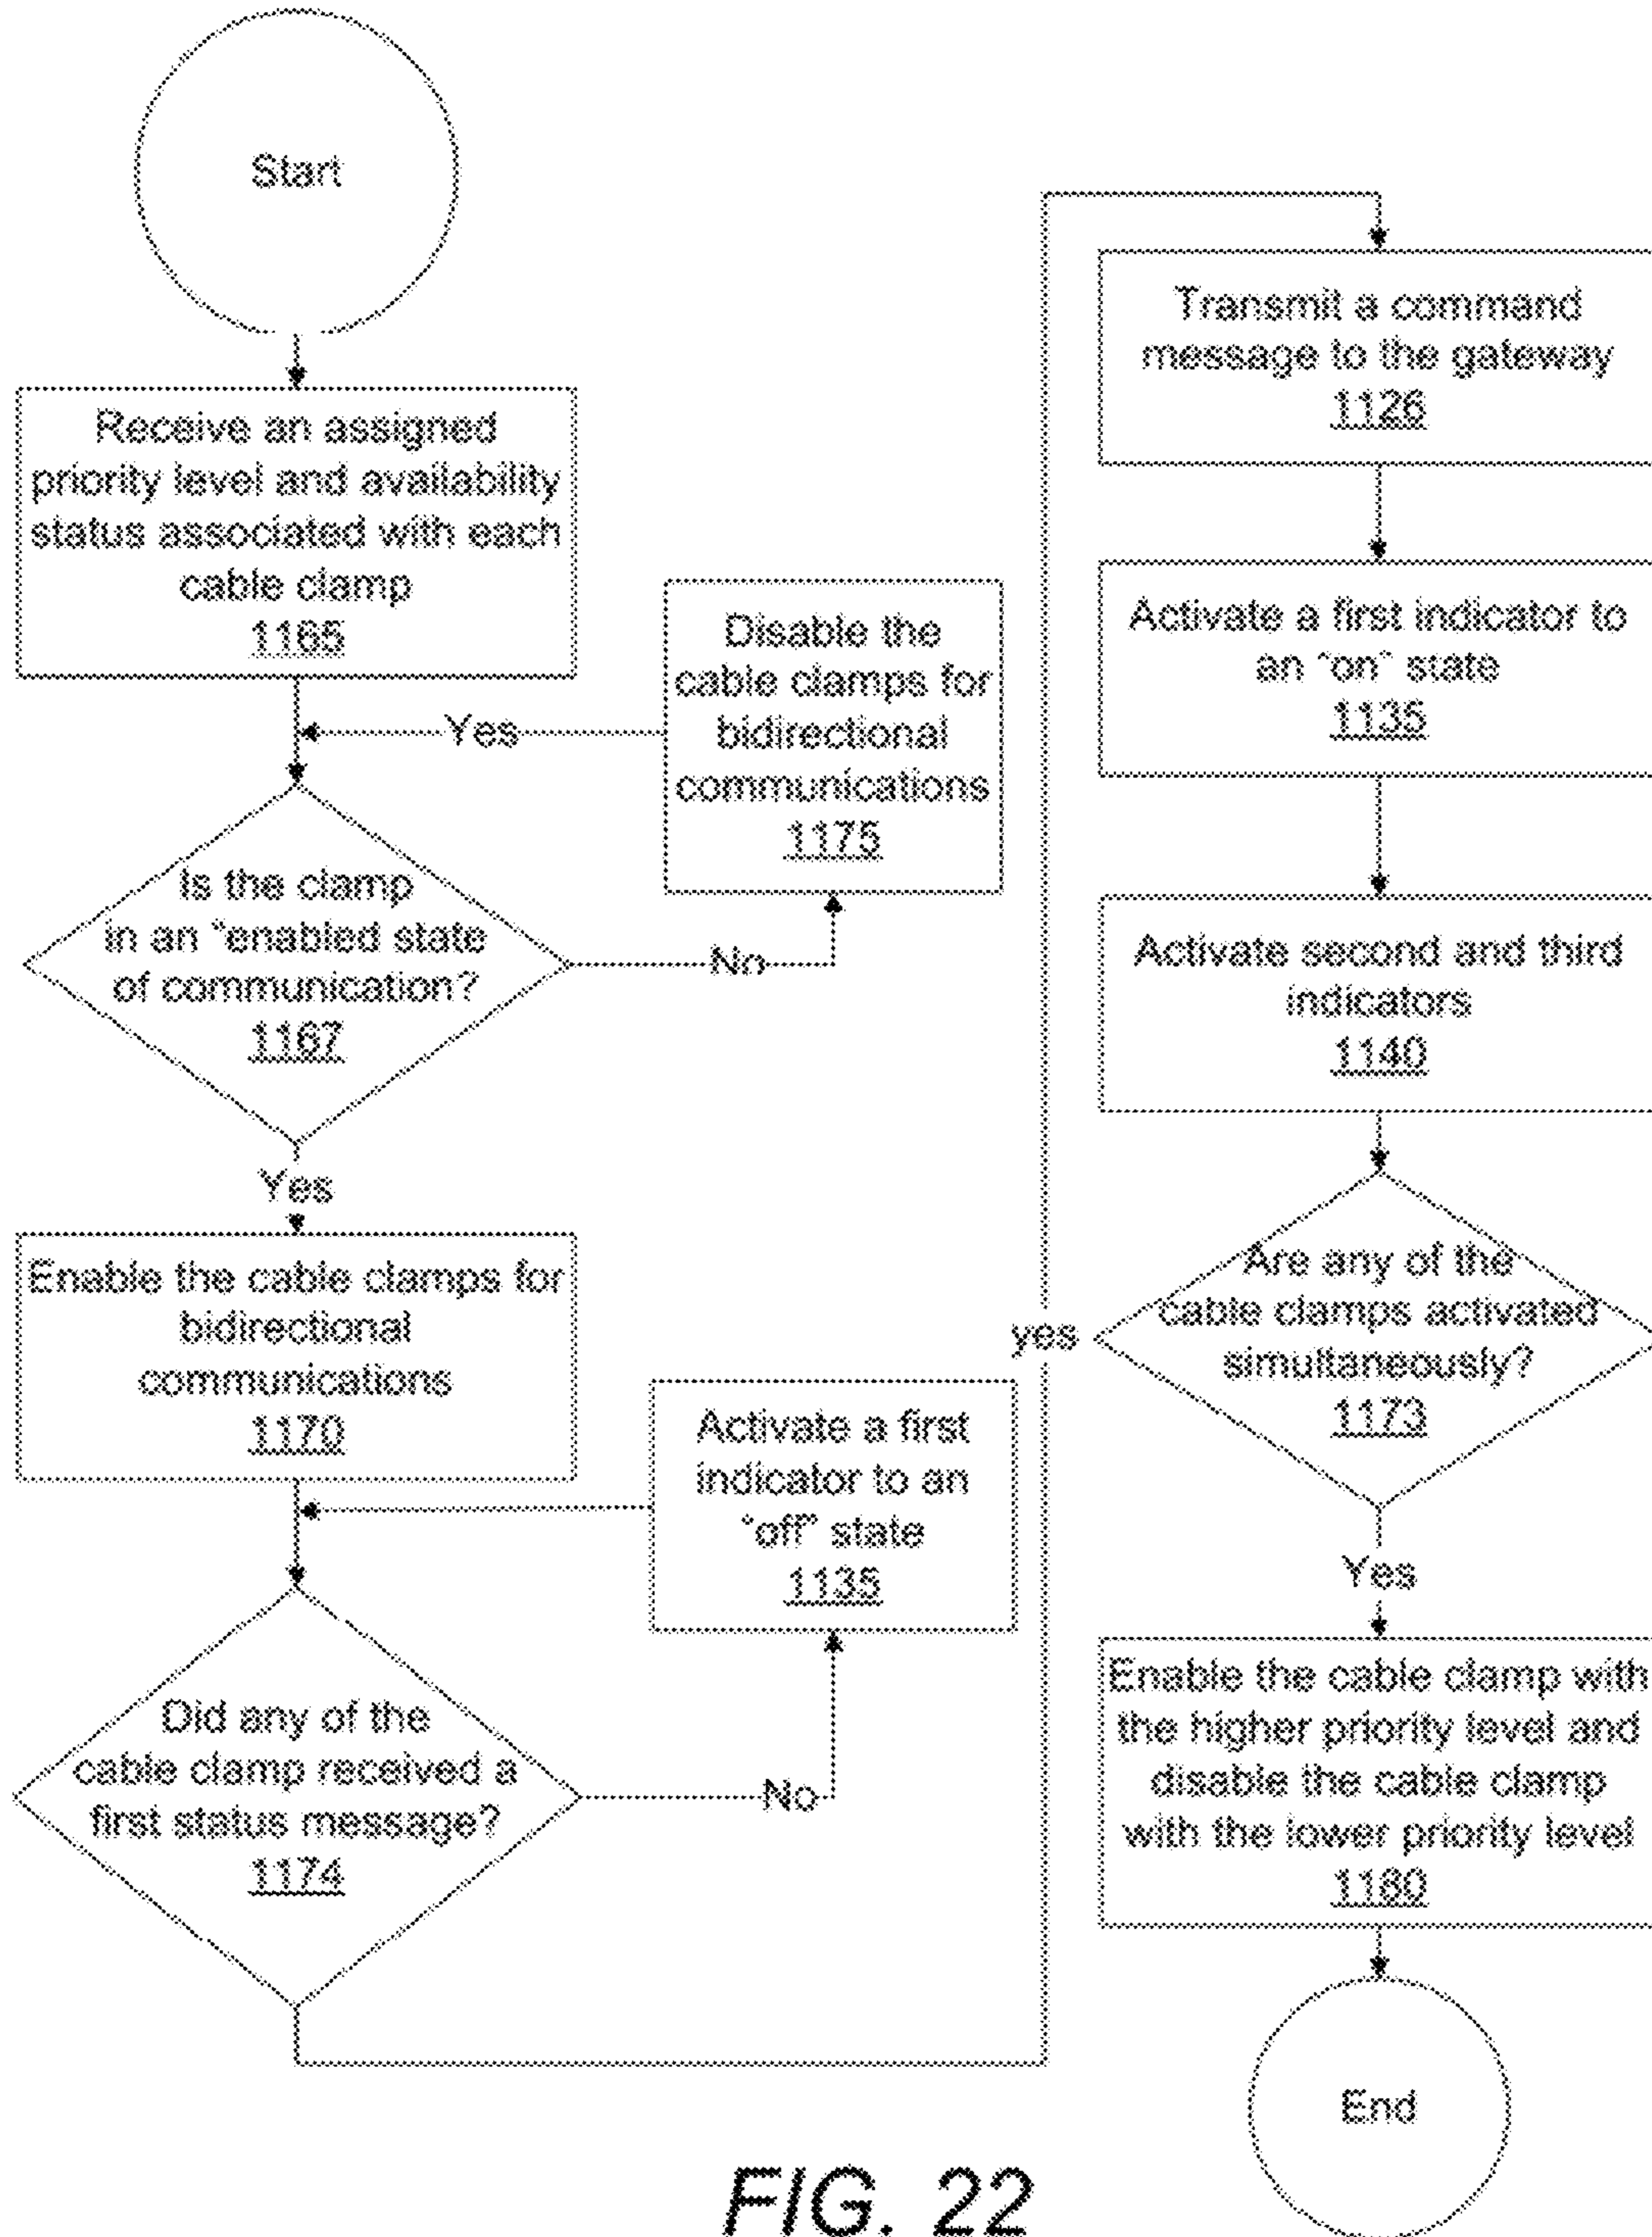 Start
Receive an assigned
priority level and availability
status associated with each
cable clamp
1165
Yes
Disable the
cable clamps for
bidirectional
communications
1175
Is the clamp
in an "enabled state
of communication?
1167
No
Yes
Enable the cable clamps for
bidirectional
communications
1170
Activate a first
indicator to an
"off" state
1135
Did any of the
cable clamp received a
first status message?
1174
No
yes
Transmit a command
message to the gateway
1126
Activate a first indicator to
an "on" state
1135
Activate second and third
indicators
1140
Are any of the
cable clamps activated
simultaneously?
1173
Yes
Enable the cable clamp with
the higher priority level and
disable the cable clamp
with the lower priority level
1180
End
FIG. 22